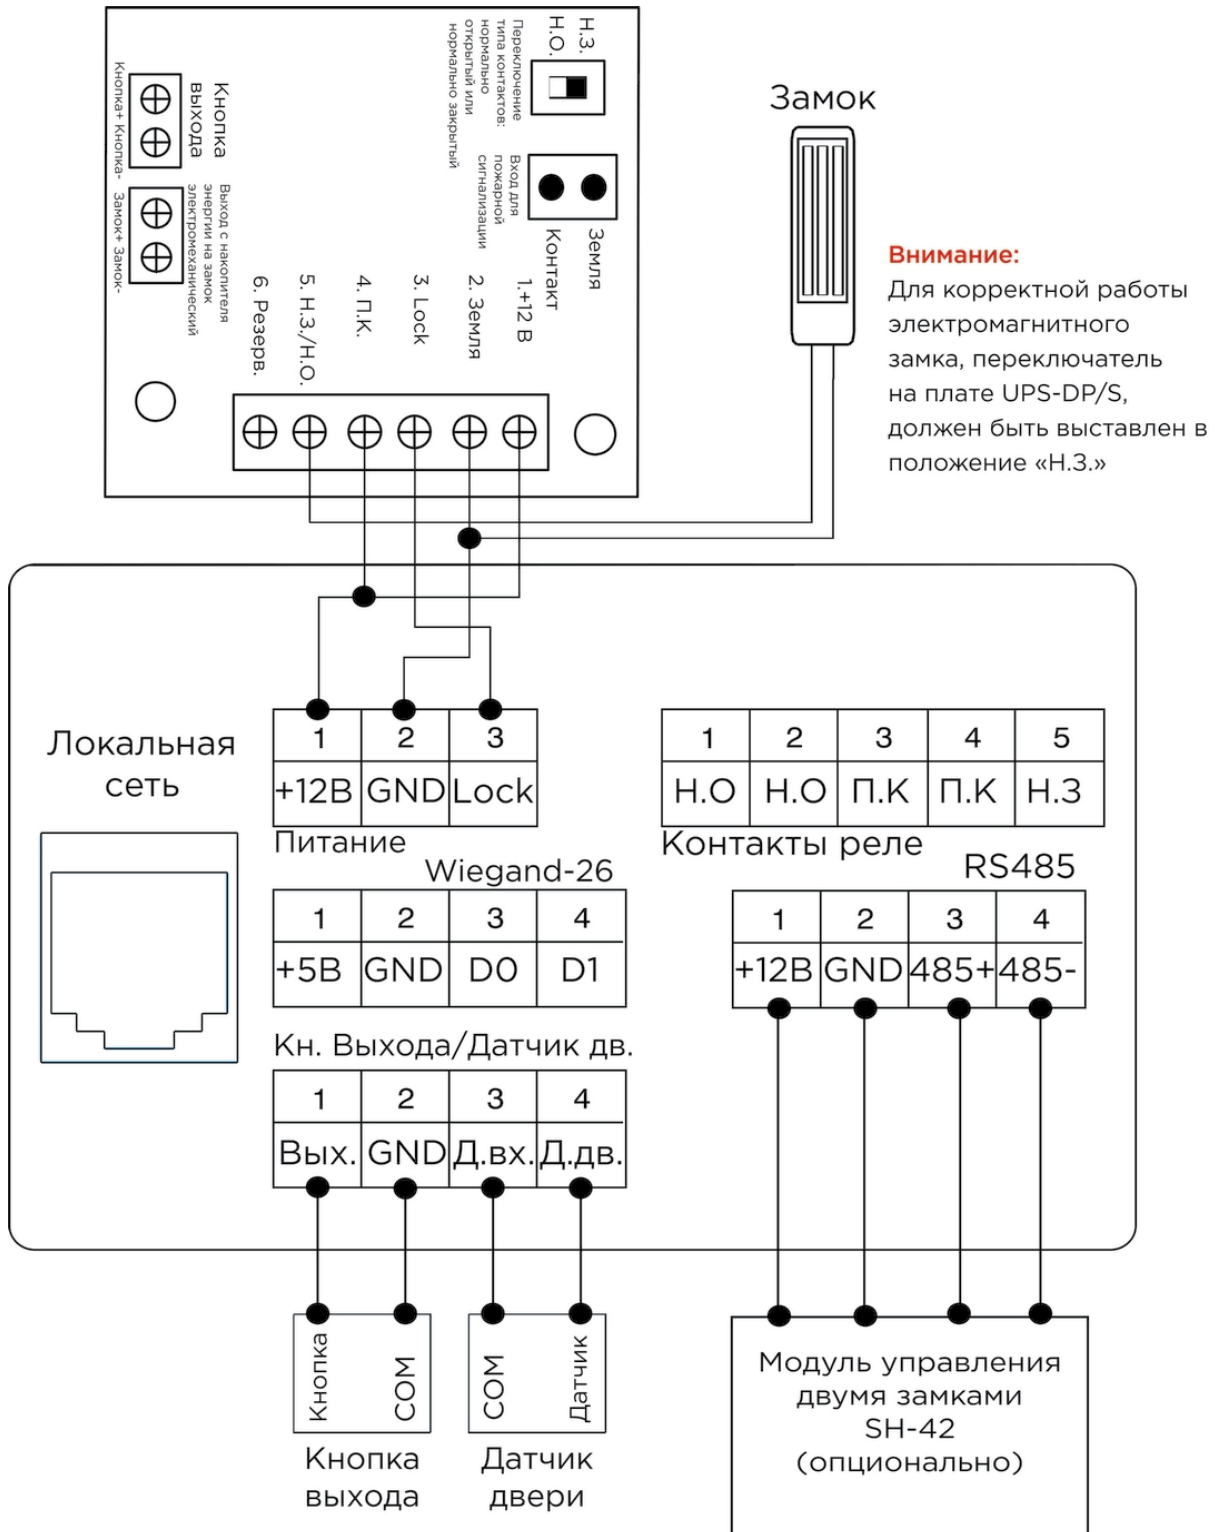 Н.З.
Н.О.
Переключение
типа контактов:
нормально
открытый или
нормально закрытый
Кнопка
выхода
Кнопка+ Кнопка-
Вход для
пожарной
сигнализации
Земля
Контакт
Выход с накопителя
энергии на замок
электромеханический
Замок+ Замок-
6. Резерв.
5. Н.З./Н.О.
4. П.К.
3. Lock
2. Земля
1.+12 В
Замок
Внимание:
Для корректной работы
электромагнитного
замка, переключатель
на плате UPS-DP/S,
должен быть выставлен в
положение «Н.З.»
Локальная
сеть
1 2 3
+12В GND Lock
Питание
1 2 3 4 5
Н.О Н.О П.К П.К Н.З
Контакты реле
Wiegand-26
1 2 3 4
+5В GND D0 D1
RS485
1 2 3 4
+12В GND 485+ 485-
Кн. Выхода/Датчик дв.
1 2 3 4
Вых. GND Д.вх. Д.дв.
Кнопка
COM
Кнопка
выхода
COM
Датчик
Датчик
двери
Модуль управления
двумя замками
SH-42
(опционально)